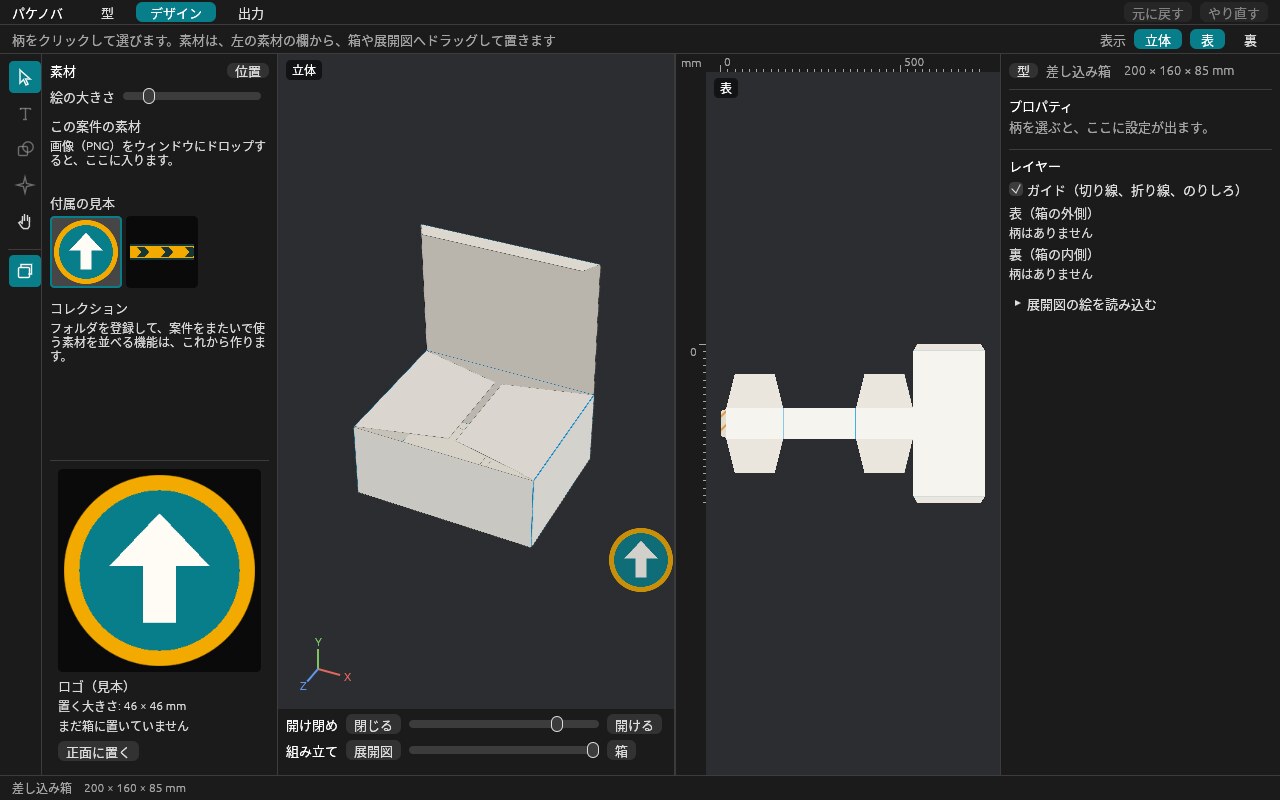 パケノバ 型 デザイン 出力 元に戻す やり直す
柄をクリックして選びます。素材は、左の素材の欄から、箱や展開図へドラッグして置きます 表示 立体 表 裏
素材 位置
絵の大きさ
この案件の素材
画像（PNG）をウィンドウにドロップす
ると、ここに入ります。
付属の見本
コレクション
フォルダを登録して、案件をまたいで使
う素材を並べる機能は、これから作りま
す。
ロゴ（見本）
置く大きさ: 46 × 46 mm
まだ箱に置いていません
正面に置く
立体
Y
X
Z
開け閉め 閉じる 開ける
組み立て 展開図 箱
mm 0 500
表
0
型 差し込み箱 200 × 160 × 85 mm
プロパティ
柄を選ぶと、ここに設定が出ます。
レイヤー
ガイド（切り線、折り線、のりしろ）
表（箱の外側）
柄はありません
裏（箱の内側）
柄はありません
展開図の絵を読み込む
差し込み箱 200 × 160 × 85 mm